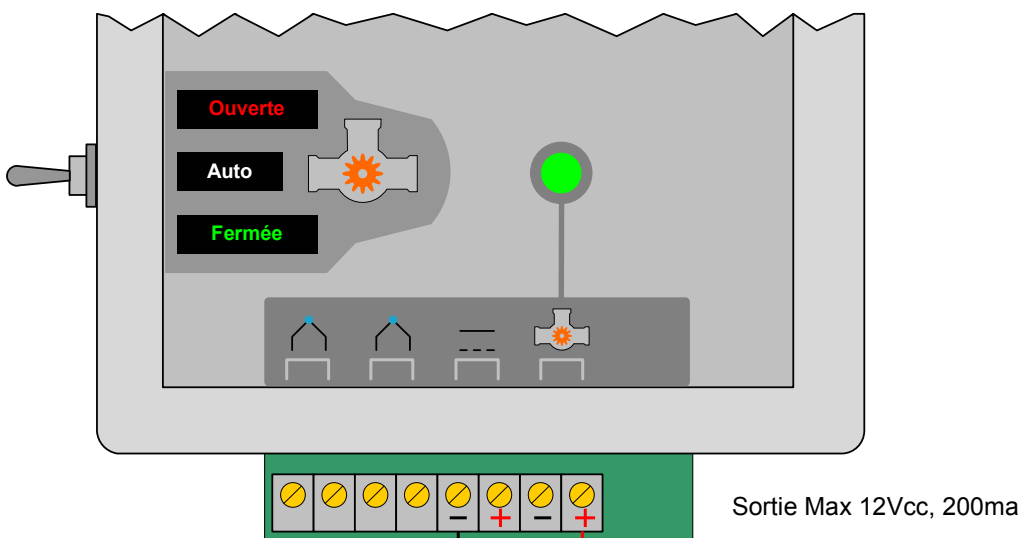 Ouverte
Auto
Fermée
− + − +
Sortie Max 12Vcc, 200ma